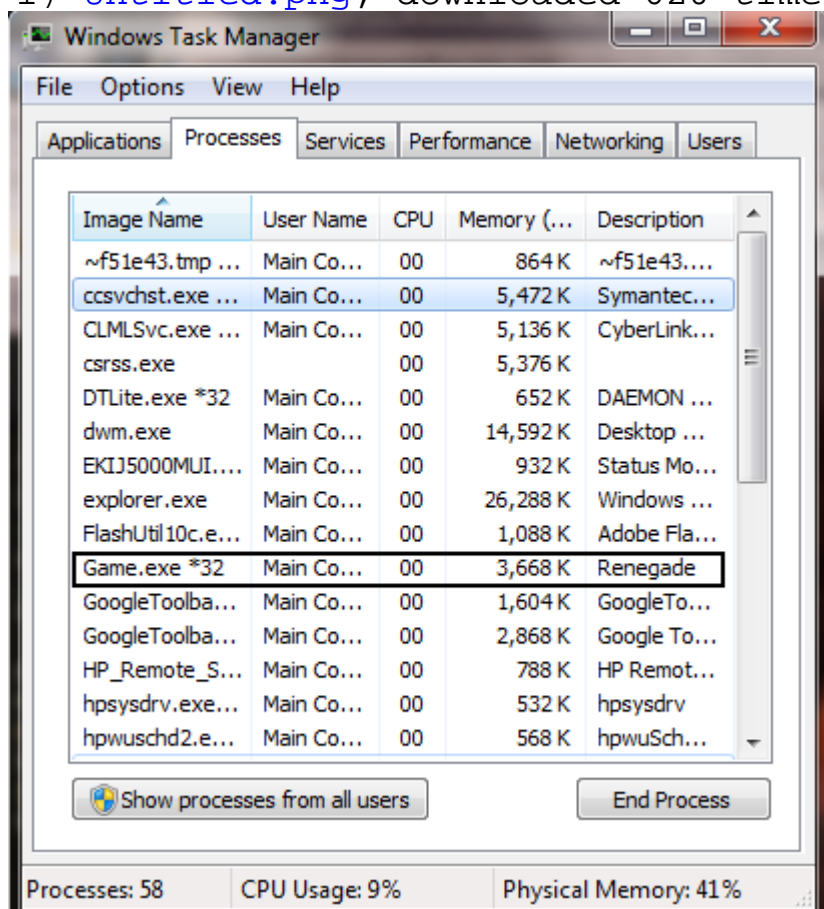 Untitled.png, downloaded 620 time
Windows Task Manager
File Options View Help
Applications Processes Services Performance Networking Users
Image Name User Name CPU Memory (... Description
~f51e43.tmp ... Main Co... 00 864 K ~f51e43....
ccsvchst.exe ... Main Co... 00 5,472 K Symantec...
CLMLSvc.exe ... Main Co... 00 5,136 K CyberLink...
csrss.exe 00 5,376 K
DTLite.exe *32 Main Co... 00 652 K DAEMON ...
dwm.exe Main Co... 00 14,592 K Desktop ...
EKIJ5000MUI.... Main Co... 00 932 K Status Mo...
explorer.exe Main Co... 00 26,288 K Windows ...
FlashUtil10c.e... Main Co... 00 1,088 K Adobe Fla...
Game.exe *32 Main Co... 00 3,668 K Renegade
GoogleToolba... Main Co... 00 1,604 K GoogleTo...
GoogleToolba... Main Co... 00 2,868 K Google To...
HP_Remote_S... Main Co... 00 788 K HP Remot...
hpsysdrv.exe... Main Co... 00 532 K hpsysdrv
hpwuschd2.e... Main Co... 00 568 K hpwuSch...
Show processes from all users End Process
Processes: 58 CPU Usage: 9% Physical Memory: 41%